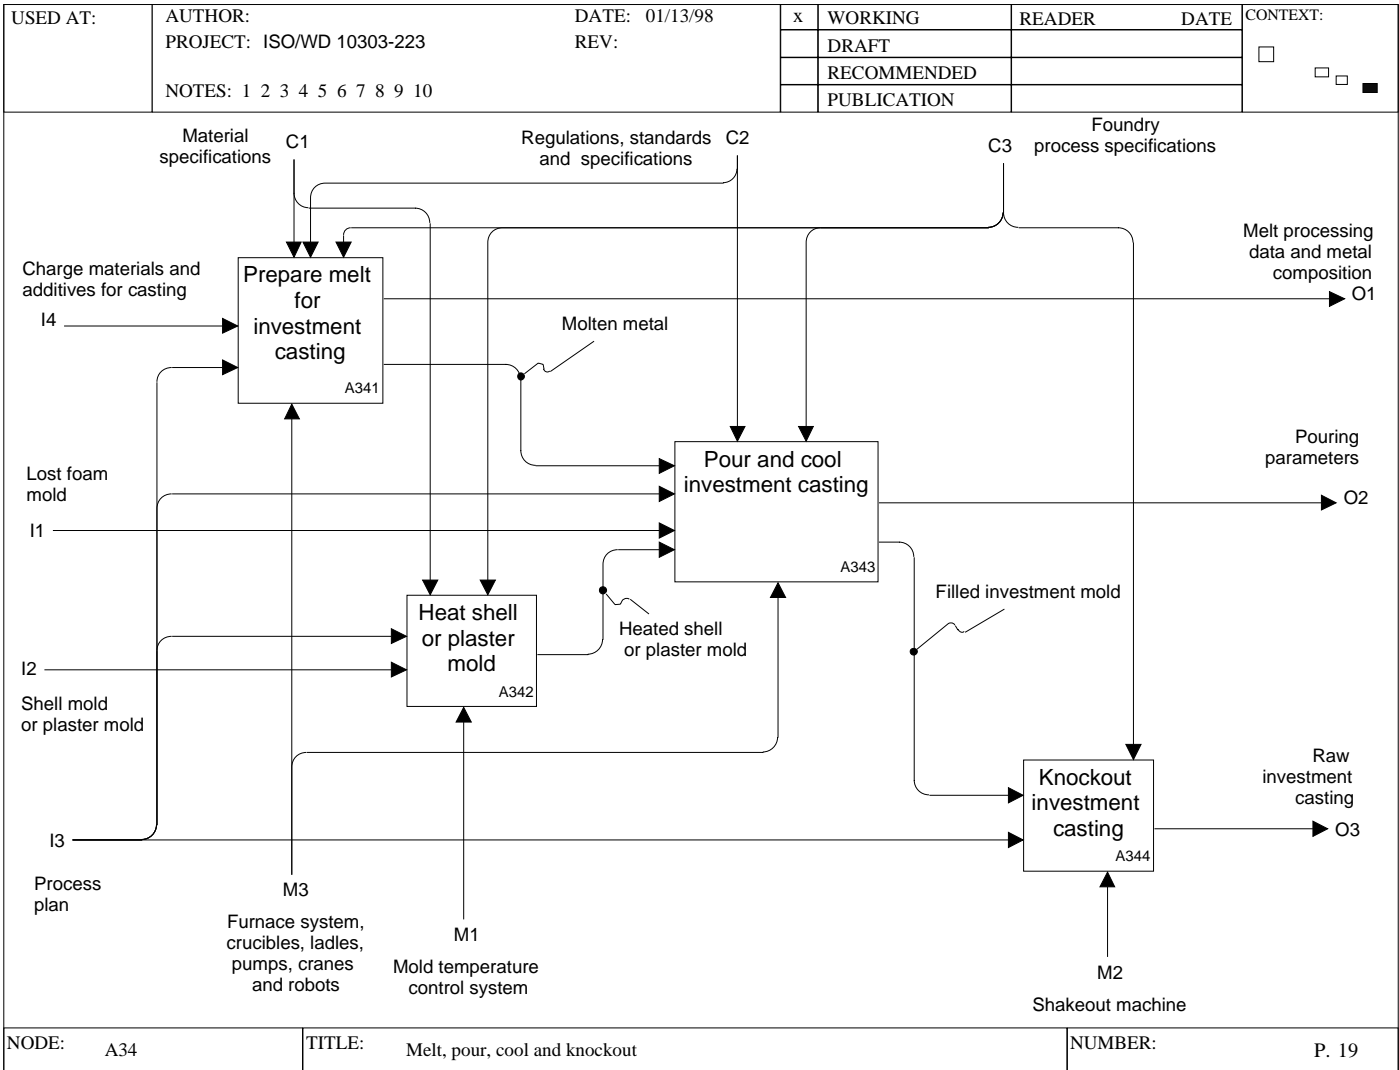 USED AT:
AUTHOR:
DATE: 01/13/98
PROJECT: ISO/WD 10303-223
REV:
NOTES: 1 2 3 4 5 6 7 8 9 10
x WORKING
DRAFT
RECOMMENDED
PUBLICATION
READER DATE
CONTEXT:
Material
specifications
C1
Regulations, standards
and specifications
C2
C3
Foundry
process specifications
Charge materials and
additives for casting
I4
Prepare melt
for
investment
casting
A341
Melt processing
data and metal
composition
O1
Molten metal
Lost foam
mold
I1
Pour and cool
investment casting
A343
Pouring
parameters
O2
Heat shell
or plaster
mold
A342
Heated shell
or plaster mold
Filled investment mold
I2
Shell mold
or plaster mold
I3
Process
plan
Knockout
investment
casting
A344
Raw
investment
casting
O3
M3
Furnace system,
crucibles, ladles,
pumps, cranes
and robots
M1
Mold temperature
control system
M2
Shakeout machine
NODE: A34
TITLE: Melt, pour, cool and knockout
NUMBER: P. 19